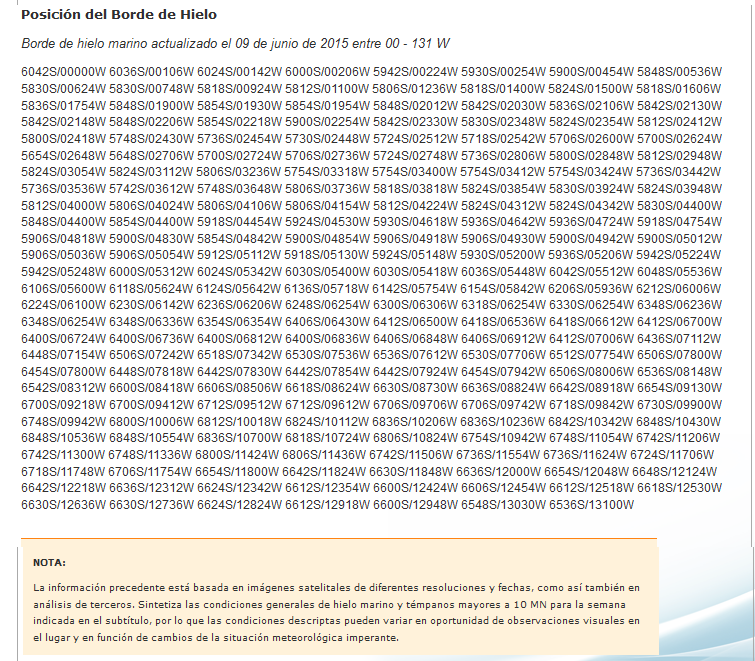 Posición del Borde de Hielo
Borde de hielo marino actualizado el 09 de junio de 2015 entre 00 - 131 W
6042S/00000W 6036S/00106W 6024S/00142W 6000S/00206W 5942S/00224W 5930S/00254W 5900S/00454W 5848S/00536W
5830S/00624W 5830S/00748W 5818S/00924W 5812S/01100W 5806S/01236W 5818S/01400W 5824S/01500W 5818S/01606W
5836S/01754W 5848S/01900W 5854S/01930W 5854S/01954W 5848S/02012W 5842S/02030W 5836S/02106W 5842S/02130W
5842S/02148W 5848S/02206W 5854S/02218W 5900S/02254W 5842S/02330W 5830S/02348W 5824S/02354W 5812S/02412W
5800S/02418W 5748S/02430W 5736S/02454W 5730S/02448W 5724S/02512W 5718S/02542W 5706S/02600W 5700S/02624W
5654S/02648W 5648S/02706W 5700S/02724W 5706S/02736W 5724S/02748W 5736S/02806W 5800S/02848W 5812S/02948W
5824S/03054W 5824S/03112W 5806S/03236W 5754S/03318W 5754S/03400W 5754S/03412W 5754S/03424W 5736S/03442W
5736S/03536W 5742S/03612W 5748S/03648W 5806S/03736W 5818S/03818W 5824S/03854W 5830S/03924W 5824S/03948W
5812S/04000W 5806S/04024W 5806S/04106W 5806S/04154W 5812S/04224W 5824S/04312W 5824S/04342W 5830S/04400W
5848S/04400W 5854S/04400W 5918S/04454W 5924S/04530W 5930S/04618W 5936S/04642W 5936S/04724W 5918S/04754W
5906S/04818W 5900S/04830W 5854S/04842W 5900S/04854W 5906S/04918W 5906S/04930W 5900S/04942W 5900S/05012W
5906S/05036W 5906S/05054W 5912S/05112W 5918S/05130W 5924S/05148W 5930S/05200W 5936S/05206W 5942S/05224W
5942S/05248W 6000S/05312W 6024S/05342W 6030S/05400W 6030S/05418W 6036S/05448W 6042S/05512W 6048S/05536W
6106S/05600W 6118S/05624W 6124S/05642W 6136S/05718W 6142S/05754W 6154S/05842W 6206S/05936W 6212S/06006W
6224S/06100W 6230S/06142W 6236S/06206W 6248S/06254W 6300S/06306W 6318S/06254W 6330S/06254W 6348S/06236W
6348S/06254W 6348S/06336W 6354S/06354W 6406S/06430W 6412S/06500W 6418S/06536W 6418S/06612W 6412S/06700W
6400S/06724W 6400S/06736W 6400S/06812W 6400S/06836W 6406S/06848W 6406S/06912W 6412S/07006W 6436S/07112W
6448S/07154W 6506S/07242W 6518S/07342W 6530S/07536W 6536S/07612W 6530S/07706W 6512S/07754W 6506S/07800W
6454S/07800W 6448S/07818W 6442S/07830W 6442S/07854W 6442S/07924W 6454S/07942W 6506S/08006W 6536S/08148W
6542S/08312W 6600S/08418W 6606S/08506W 6618S/08624W 6630S/08730W 6636S/08824W 6642S/08918W 6654S/09130W
6700S/09218W 6700S/09412W 6712S/09512W 6712S/09612W 6706S/09706W 6706S/09742W 6718S/09842W 6730S/09900W
6748S/09942W 6800S/10006W 6812S/10018W 6824S/10112W 6836S/10206W 6836S/10236W 6842S/10342W 6848S/10430W
6848S/10536W 6848S/10554W 6836S/10700W 6818S/10724W 6806S/10824W 6754S/10942W 6748S/11054W 6742S/11206W
6742S/11300W 6748S/11336W 6800S/11424W 6806S/11436W 6742S/11506W 6736S/11554W 6736S/11624W 6724S/11706W
6718S/11748W 6706S/11754W 6654S/11800W 6642S/11824W 6630S/11848W 6636S/12000W 6654S/12048W 6648S/12124W
6642S/12218W 6636S/12312W 6624S/12342W 6612S/12354W 6600S/12424W 6606S/12454W 6612S/12518W 6618S/12530W
6630S/12636W 6630S/12736W 6624S/12824W 6612S/12918W 6600S/12948W 6548S/13030W 6536S/13100W
NOTA:
La información precedente está basada en imágenes satelitales de diferentes resoluciones y fechas, como así también en
análisis de terceros. Sintetiza las condiciones generales de hielo marino y témpanos mayores a 10 MN para la semana
indicada en el subtítulo, por lo que las condiciones descriptas pueden variar en oportunidad de observaciones visuales en
el lugar y en función de cambios de la situación meteorológica imperante.